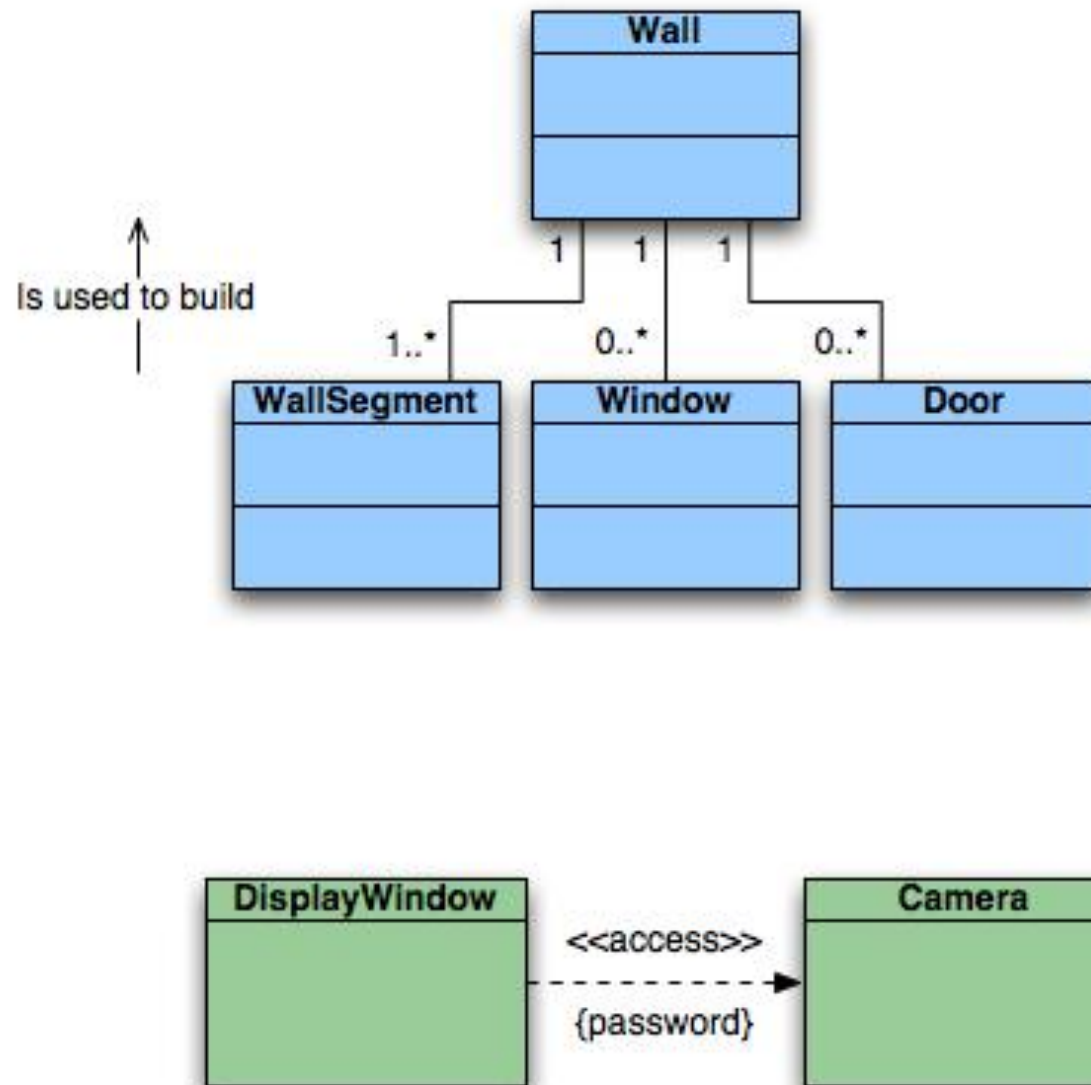 Wall
1 1 1
Is used to build
1..* 0..* 0..*
WallSegment Window Door
DisplayWindow Camera
<<access>>
{password}